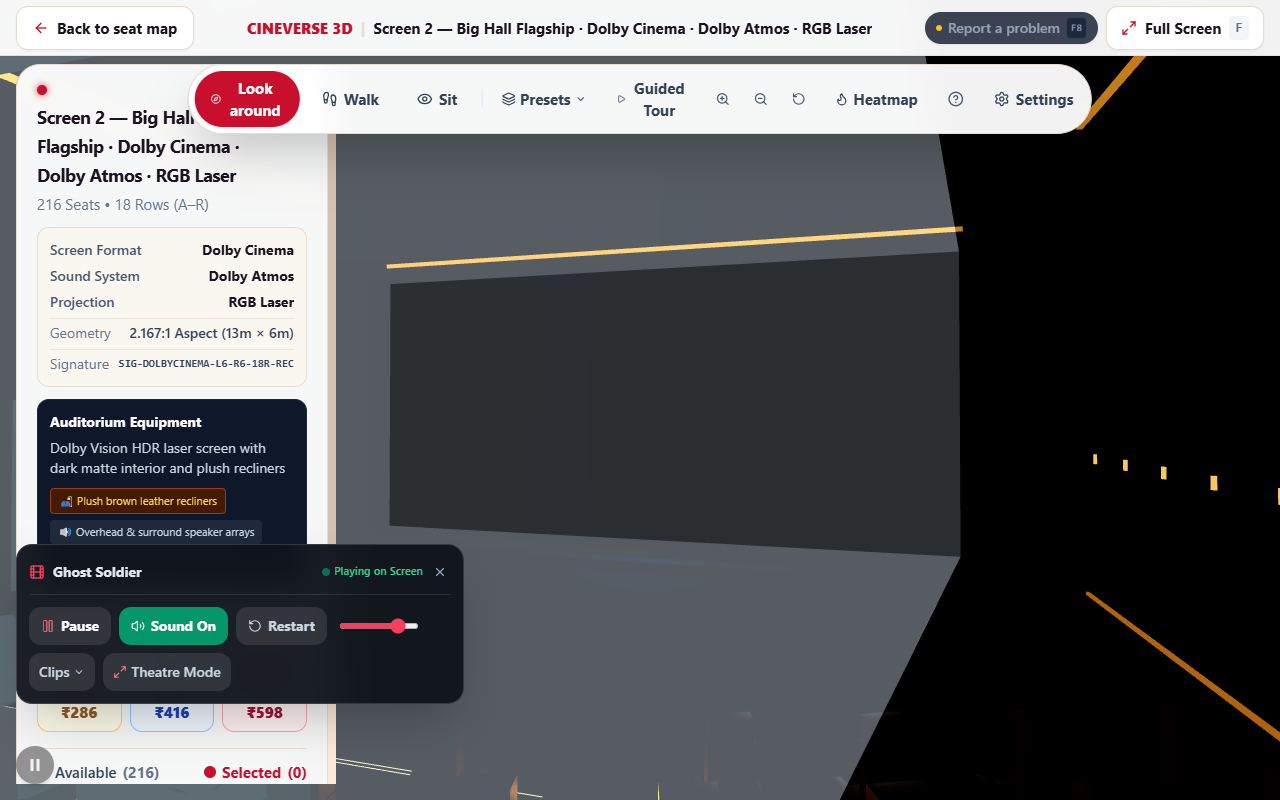 Back to seat map
CINEVERSE 3D | Screen 2 — Big Hall Flagship · Dolby Cinema · Dolby Atmos · RGB Laser
Report a problem F8
Full Screen F
Look around
Walk
Sit
Presets
Guided Tour
Heatmap
Settings
Screen 2 — Big Hall
Flagship · Dolby Cinema ·
Dolby Atmos · RGB Laser
216 Seats • 18 Rows (A–R)
Screen Format Dolby Cinema
Sound System Dolby Atmos
Projection RGB Laser
Geometry 2.167:1 Aspect (13m × 6m)
Signature SIG-DOLBYCINEMA-L6-R6-18R-REC
Auditorium Equipment
Dolby Vision HDR laser screen with
dark matte interior and plush recliners
Plush brown leather recliners
Overhead & surround speaker arrays
Ghost Soldier
Playing on Screen
Pause
Sound On
Restart
Clips
Theatre Mode
₹286 ₹416 ₹598
Available (216) Selected (0)